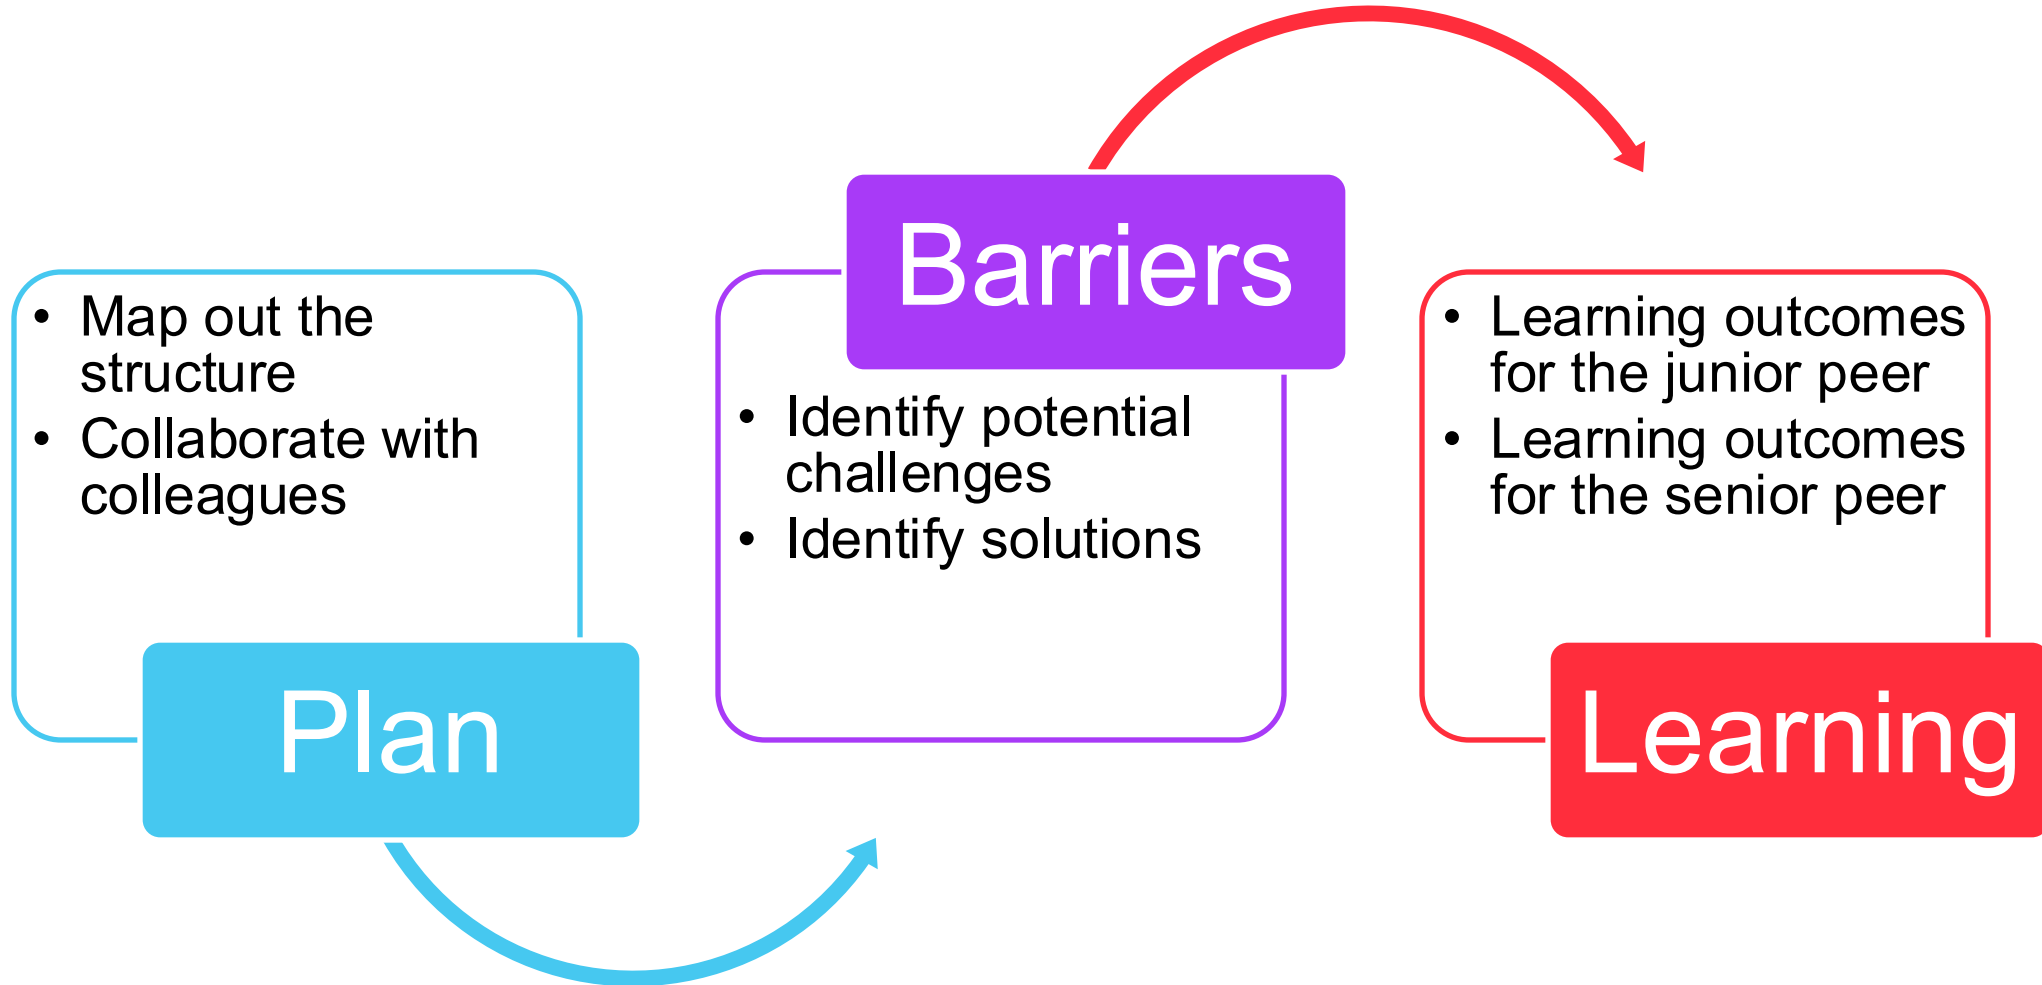 • Map out the
structure
• Collaborate with
colleagues
Plan
Barriers
• Identify potential
challenges
• Identify solutions
• Learning outcomes
for the junior peer
• Learning outcomes
for the senior peer
Learning